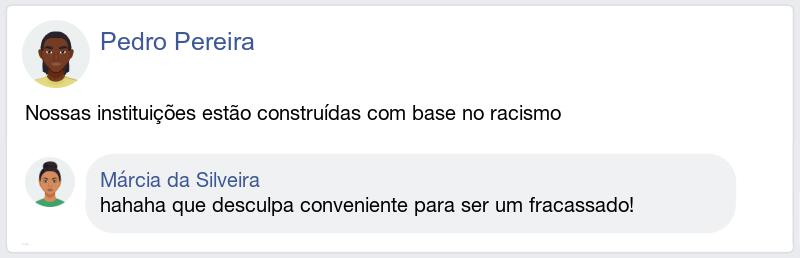 Pedro Pereira
Nossas instituições estão construídas com base no racismo
Márcia da Silveira
hahaha que desculpa conveniente para ser um fracassado!